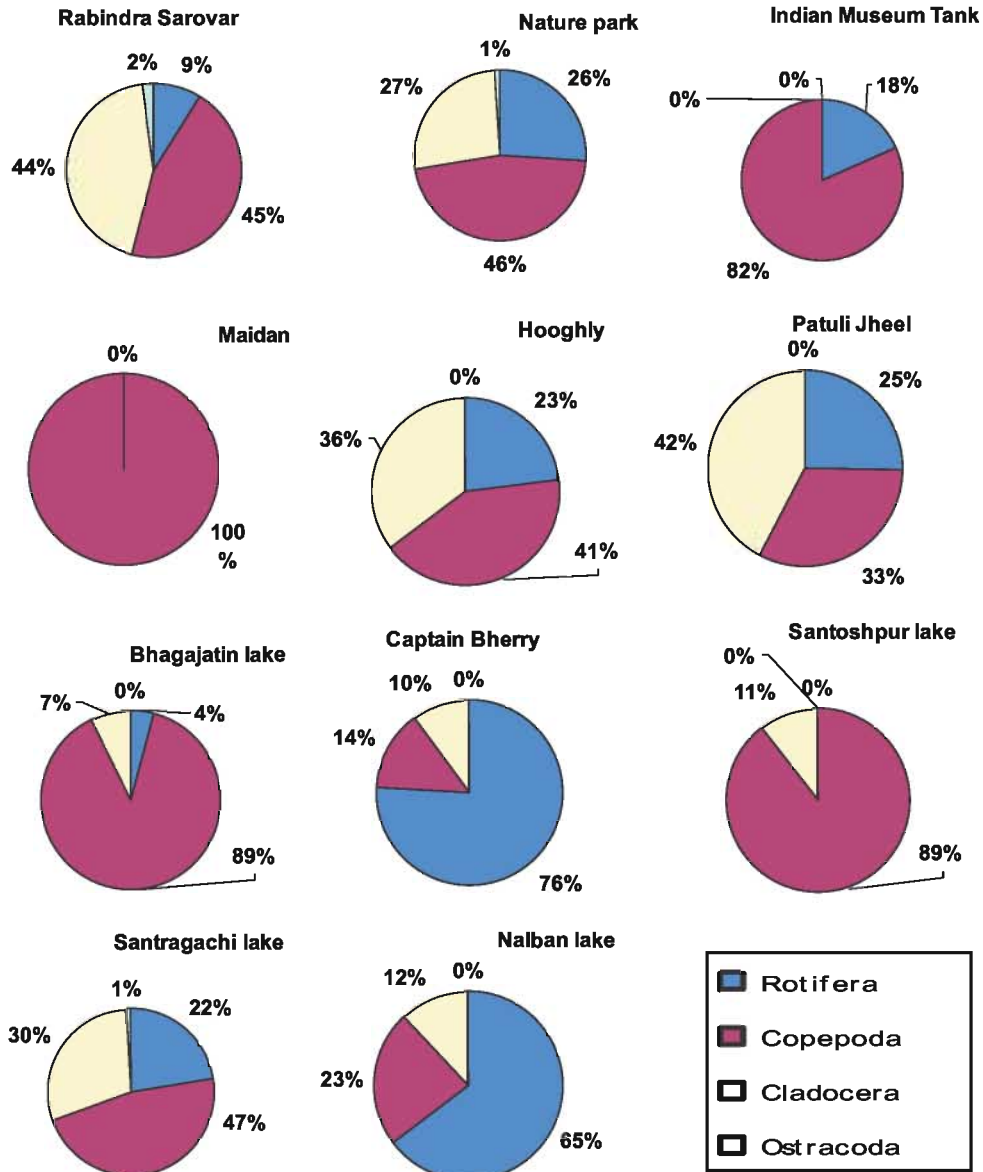 Rabindra Sarovar
2%
9%
44%
45%
Nature park
1%
27%
26%
46%
Indian Museum Tank
0%
0%
18%
82%
Maidan
0%
100
%
Hooghly
0%
23%
36%
41%
Patuli Jheel
0%
25%
42%
33%
Bhagajatin lake
7%
0%
4%
89%
Captain Bherry
10%
0%
14%
76%
Santoshpur lake
0%
11%
0%
89%
Santragachi lake
1%
22%
30%
47%
Nalban lake
12%
0%
23%
65%
Rotifera
Copepoda
Cladocera
Ostracoda